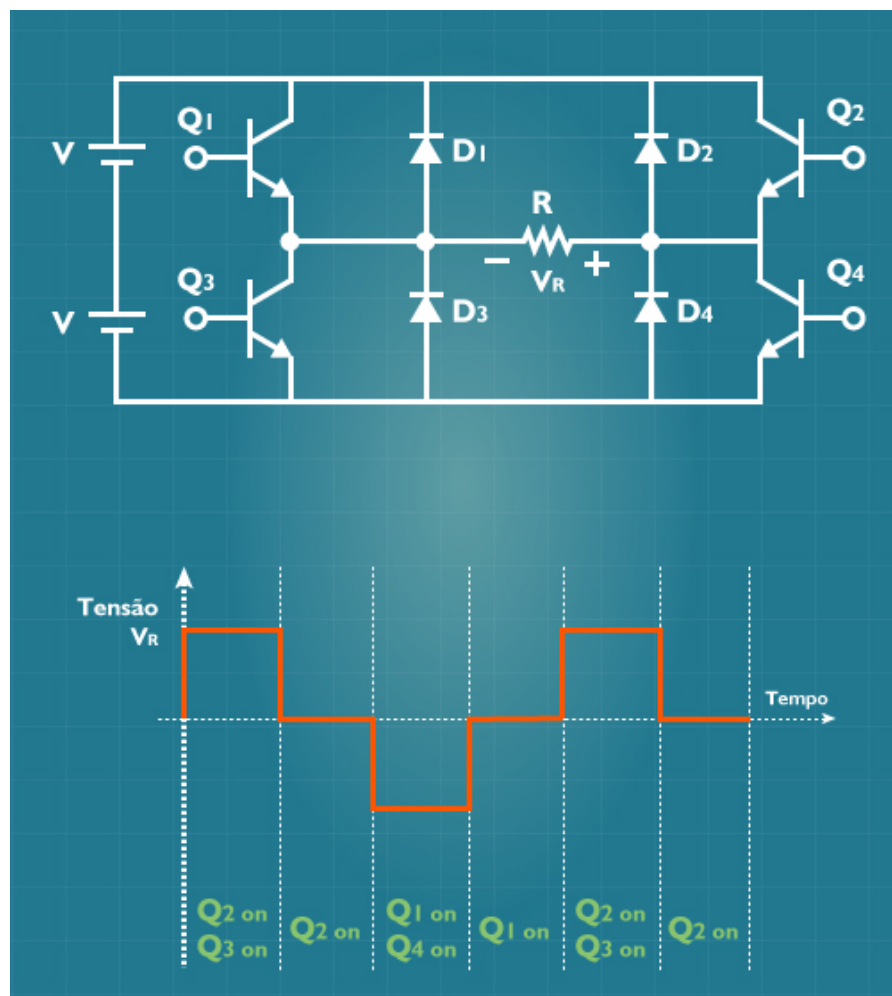 Q1
Q2
V
D1
D2
R
− +
VR
Q3
Q4
V
D3
D4
Tensão
VR
Tempo
Q2 on
Q3 on
Q2 on
Q1 on
Q4 on
Q1 on
Q2 on
Q3 on
Q2 on